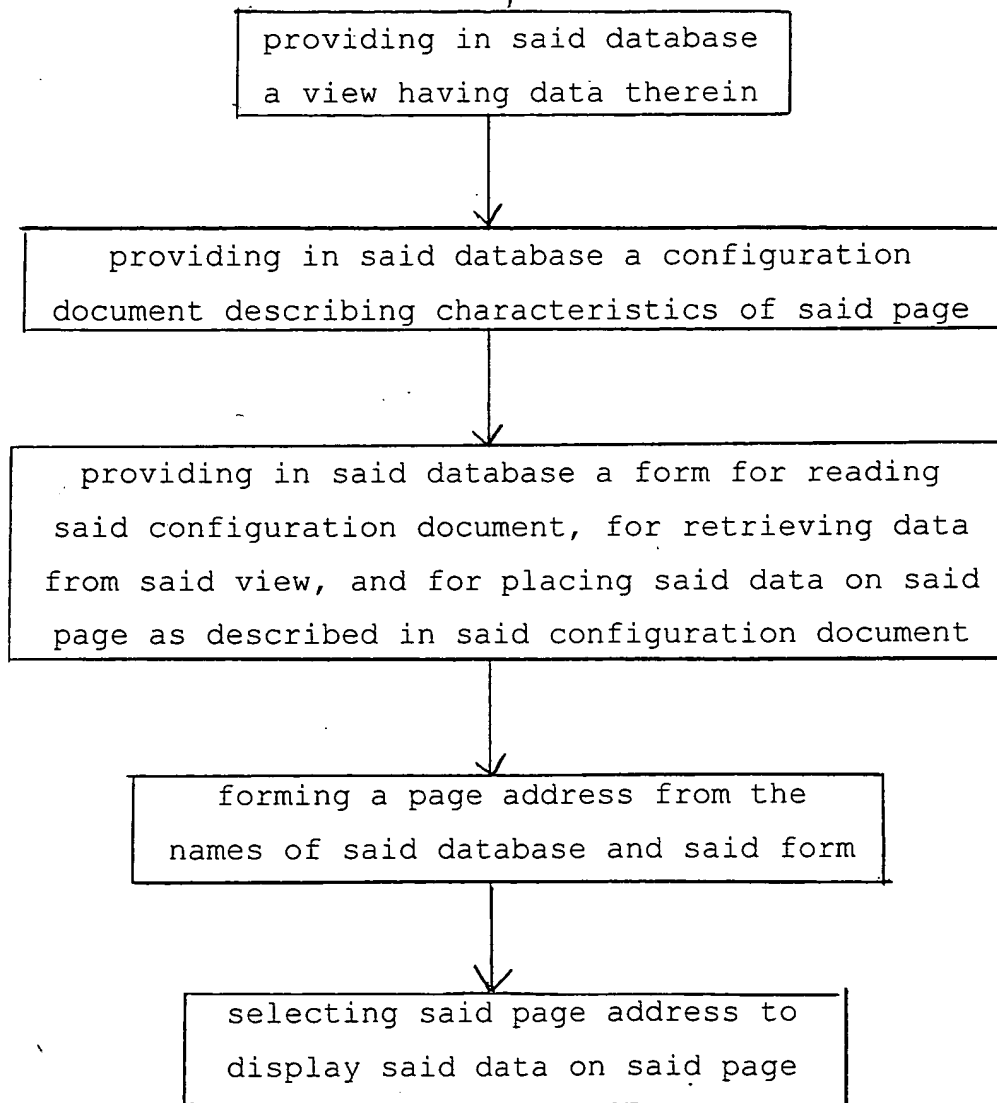 providing in said database
a view having data therein
providing in said database a configuration
document describing characteristics of said page
providing in said database a form for reading
said configuration document, for retrieving data
from said view, and for placing said data on said
page as described in said configuration document
forming a page address from the
names of said database and said form
selecting said page address to
display said data on said page